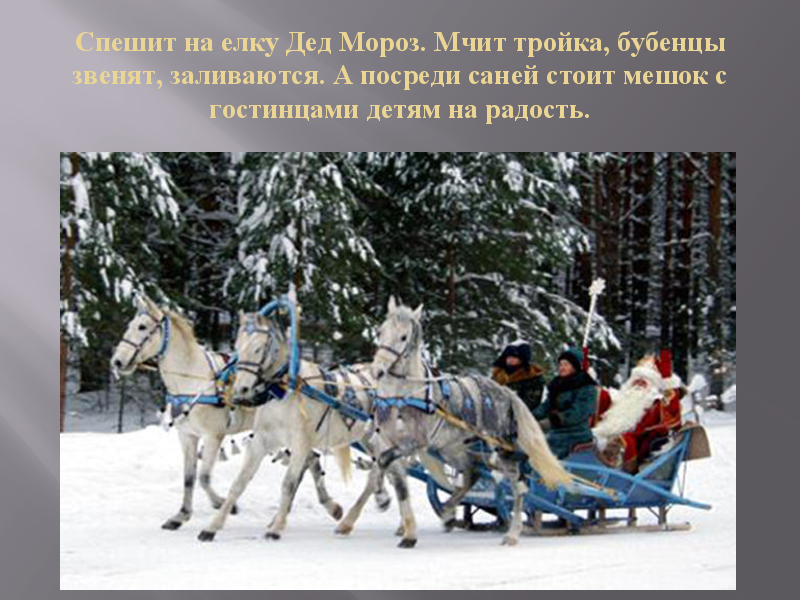 Спешит на елку Дед Мороз. Мчит тройка, бубенцы
звенят, заливаются. А посреди саней стоит мешок с
гостинцами детям на радость.